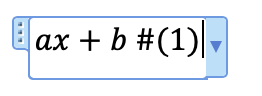 ax + b #(1)